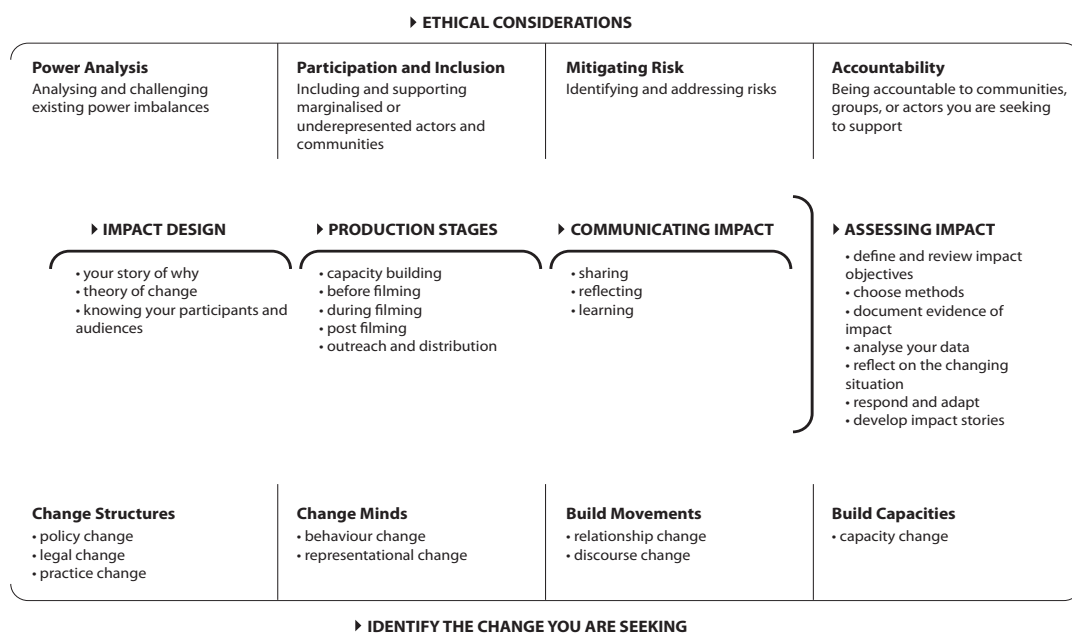 ETHICAL CONSIDERATIONS
Power Analysis
Analysing and challenging
existing power imbalances
Participation and Inclusion
Including and supporting
marginalised or
underepresented actors and
communities
Mitigating Risk
Identifying and addressing risks
Accountability
Being accountable to communities,
groups, or actors you are seeking
to support
IMPACT DESIGN
• your story of why
• theory of change
• knowing your participants and
audiences
PRODUCTION STAGES
• capacity building
• before filming
• during filming
• post filming
• outreach and distribution
COMMUNICATING IMPACT
• sharing
• reflecting
• learning
ASSESSING IMPACT
• define and review impact
objectives
• choose methods
• document evidence of
impact
• analyse your data
• reflect on the changing
situation
• respond and adapt
• develop impact stories
Change Structures
• policy change
• legal change
• practice change
Change Minds
• behaviour change
• representational change
Build Movements
• relationship change
• discourse change
Build Capacities
• capacity change
IDENTIFY THE CHANGE YOU ARE SEEKING